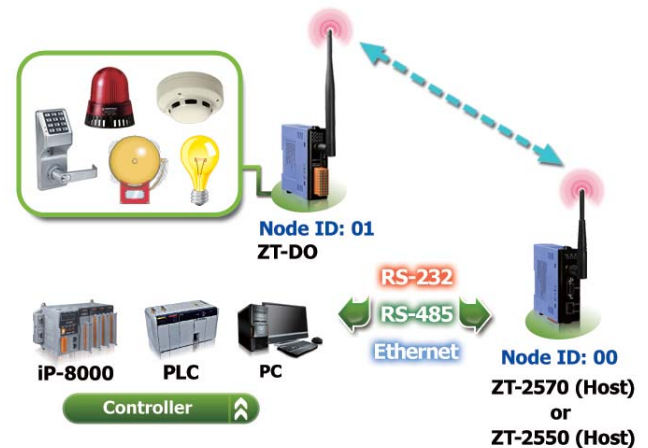 Node ID: 01
ZT-DO
RS-232
RS-485
Ethernet
iP-8000
PLC
PC
Controller
Node ID: 00
ZT-2570 (Host)
or
ZT-2550 (Host)